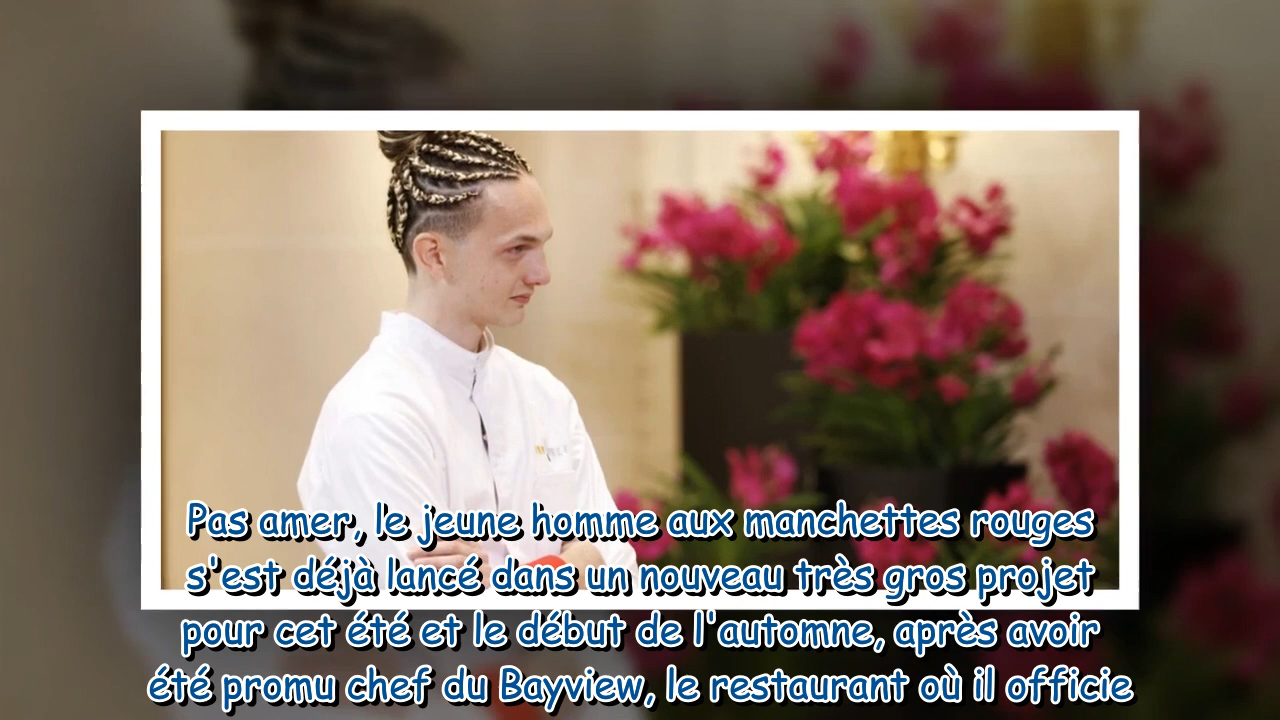 Pas amer, le jeune homme aux manchettes rouges
s'est déjà lancé dans un nouveau très gros projet
pour cet été et le début de l'automne, après avoir
été promu chef du Bayview, le restaurant où il officie